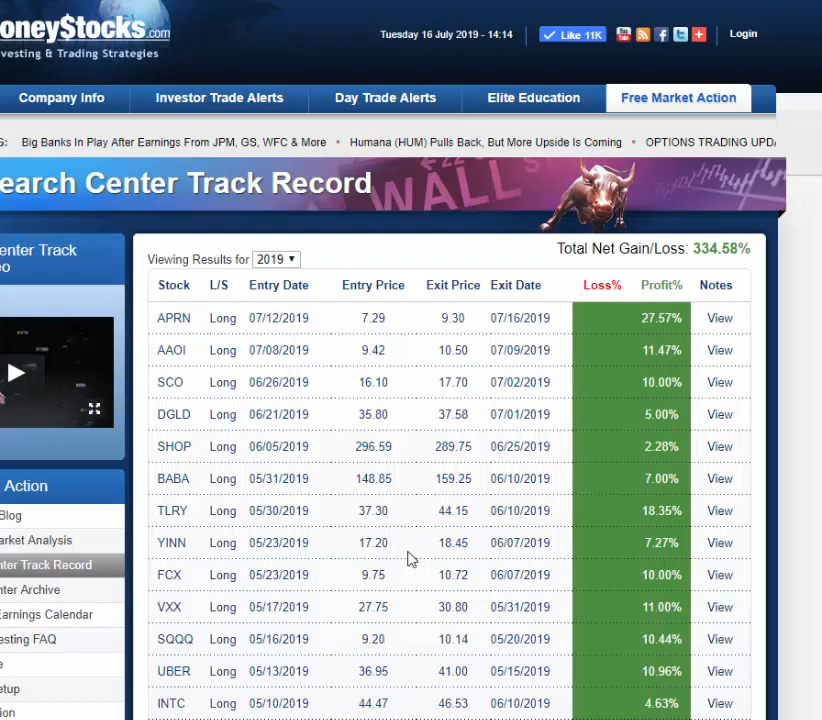 oney$tocks.com
vesting & Trading Strategies
Tuesday 16 July 2019 - 14:14
Like 11K
You Tube
Login
Company Info
Investor Trade Alerts
Day Trade Alerts
Elite Education
Free Market Action
S: Big Banks In Play After Earnings From JPM, GS, WFC & More • Humana (HUM) Pulls Back, But More Upside Is Coming • OPTIONS TRADING UPDA
earch Center Track Record
WALL ST
enter Track
eo
Viewing Results for 2019
Total Net Gain/Loss: 334.58%
Stock L/S Entry Date Entry Price Exit Price Exit Date Loss% Profit% Notes
APRN Long 07/12/2019 7.29 9.30 07/16/2019 27.57% View
AAOI Long 07/08/2019 9.42 10.50 07/09/2019 11.47% View
SCO Long 06/26/2019 16.10 17.70 07/02/2019 10.00% View
DGLD Long 06/21/2019 35.80 37.58 07/01/2019 5.00% View
SHOP Long 06/05/2019 296.59 289.75 06/25/2019 2.28% View
BABA Long 05/31/2019 148.85 159.25 06/10/2019 7.00% View
TLRY Long 05/30/2019 37.30 44.15 06/10/2019 18.35% View
YINN Long 05/23/2019 17.20 18.45 06/07/2019 7.27% View
FCX Long 05/23/2019 9.75 10.72 06/07/2019 10.00% View
VXX Long 05/17/2019 27.75 30.80 05/31/2019 11.00% View
SQQQ Long 05/16/2019 9.20 10.14 05/20/2019 10.44% View
UBER Long 05/13/2019 36.95 41.00 05/15/2019 10.96% View
INTC Long 05/10/2019 44.47 46.53 06/10/2019 4.63% View
Action
Blog
arket Analysis
nter Track Record
nter Archive
Earnings Calendar
esting FAQ
e
etup
ion